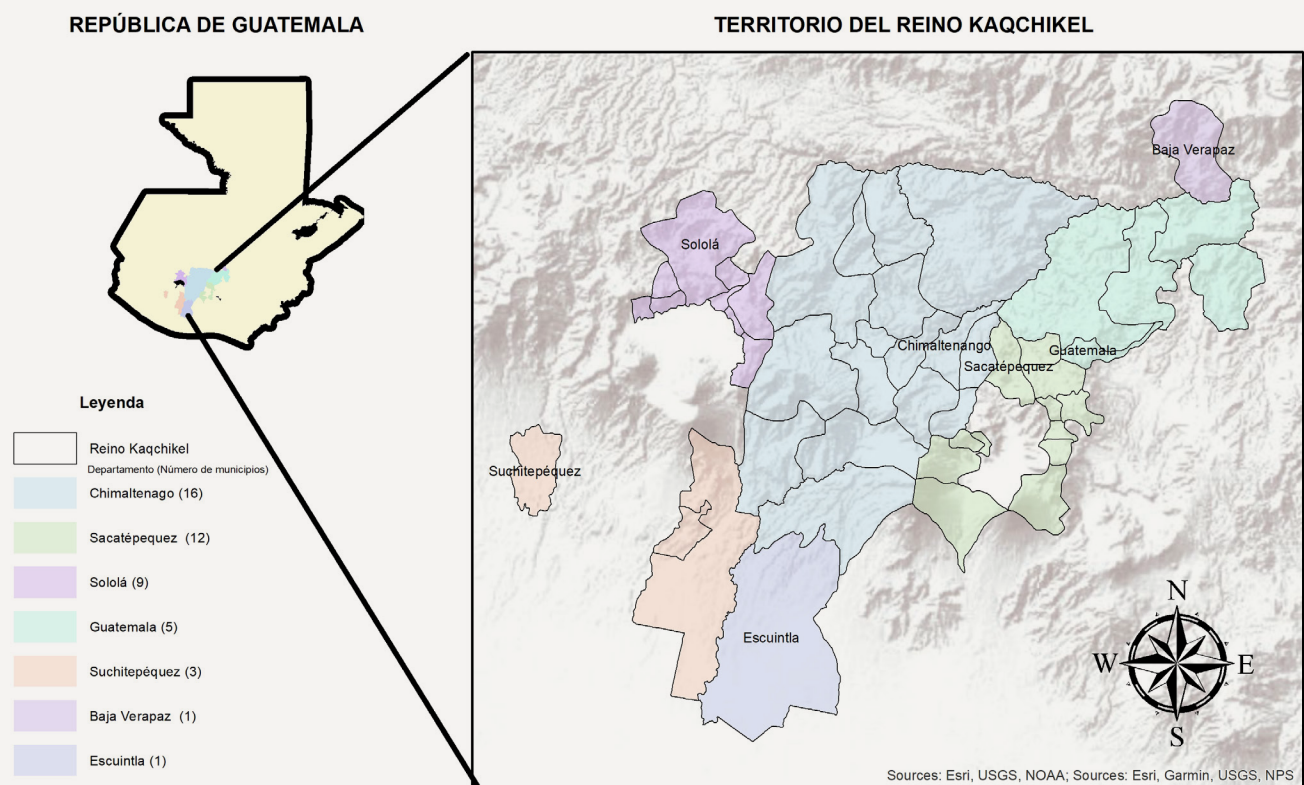 REPÚBLICA DE GUATEMALA
TERRITORIO DEL REINO KAQCHIKEL
Baja Verapaz
Sololá
Chimaltenango
Guatemala
Sacatépequez
Suchitepéquez
Escuintla
N
W
E
S
Leyenda
Reino Kaqchikel
Departamento (Número de municipios)
Chimaltenago (16)
Sacatépequez (12)
Sololá (9)
Guatemala (5)
Suchitepéquez (3)
Baja Verapaz (1)
Escuintla (1)
Sources: Esri, USGS, NOAA; Sources: Esri, Garmin, USGS, NPS